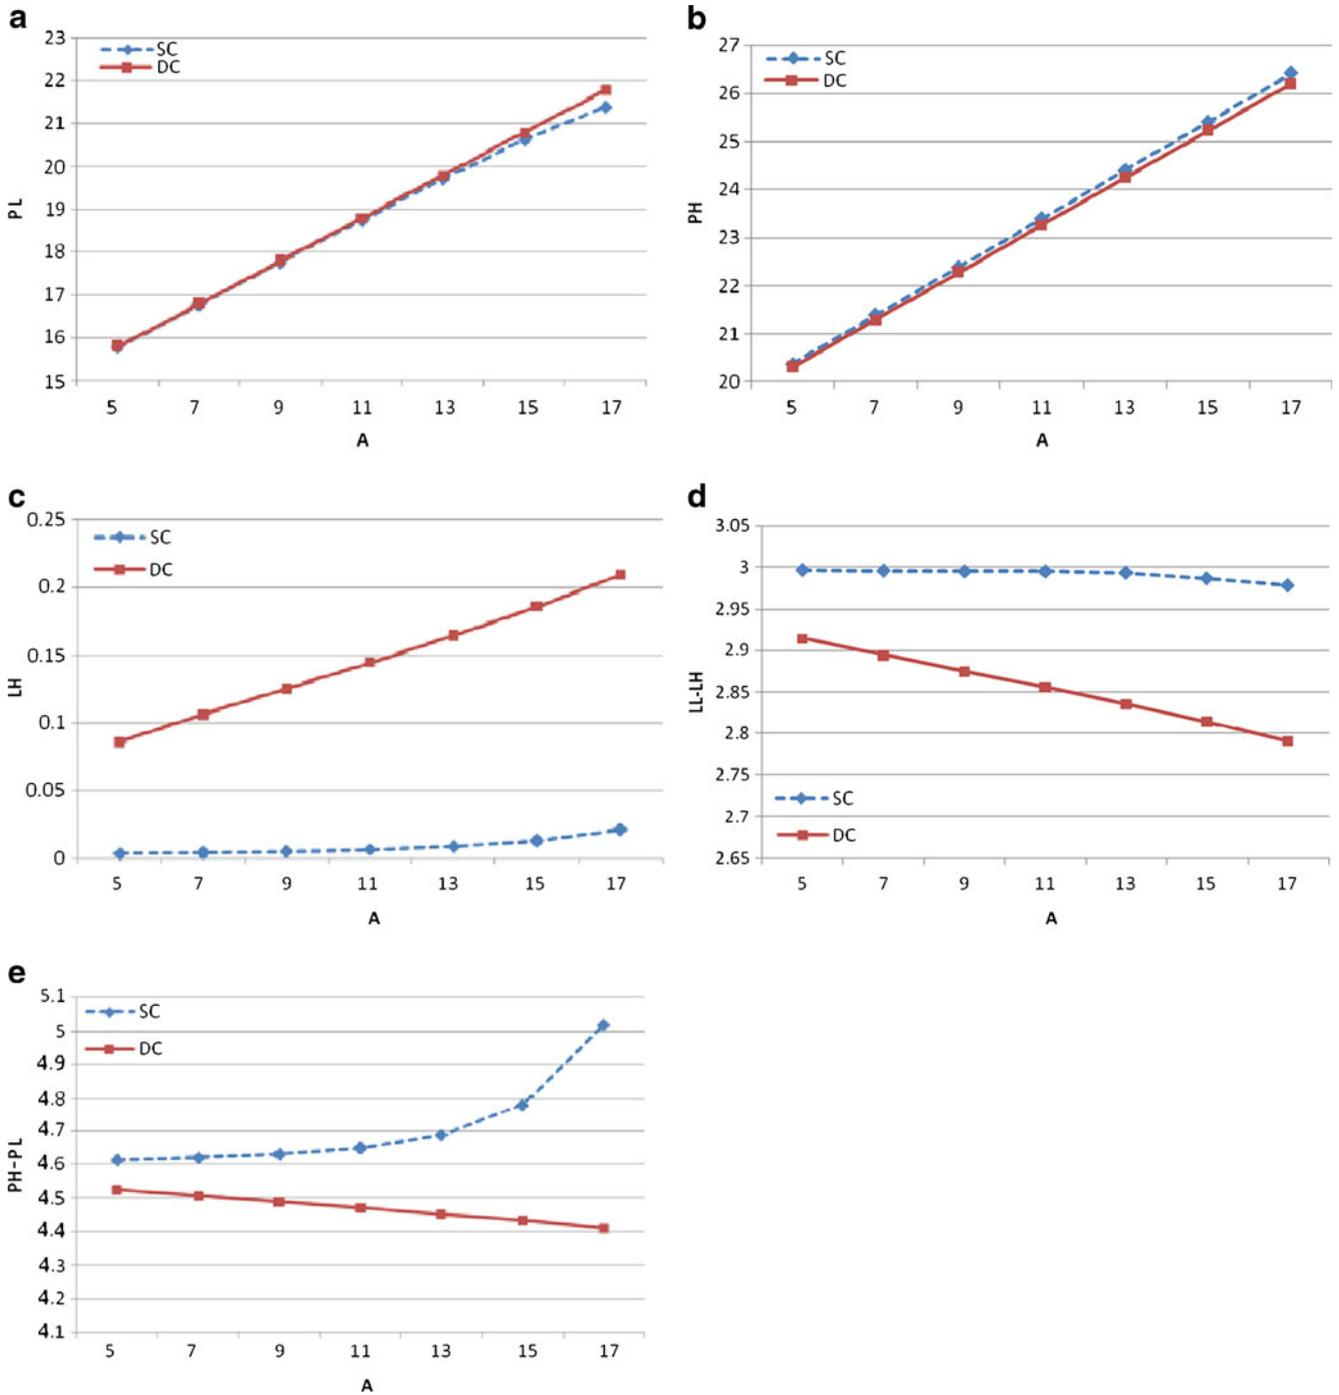 a
23
22
21
20
19
18
17
16
15
PL
SC
DC
5 7 9 11 13 15 17
A
b
27
26
25
24
23
22
21
20
PH
SC
DC
5 7 9 11 13 15 17
A
c
0.25
0.2
0.15
0.1
0.05
0
LH
SC
DC
5 7 9 11 13 15 17
A
d
3.05
3
2.95
2.9
2.85
2.8
2.75
2.7
2.65
LL-LH
SC
DC
5 7 9 11 13 15 17
A
e
5.1
5
4.9
4.8
4.7
4.6
4.5
4.4
4.3
4.2
4.1
PH-PL
SC
DC
5 7 9 11 13 15 17
A